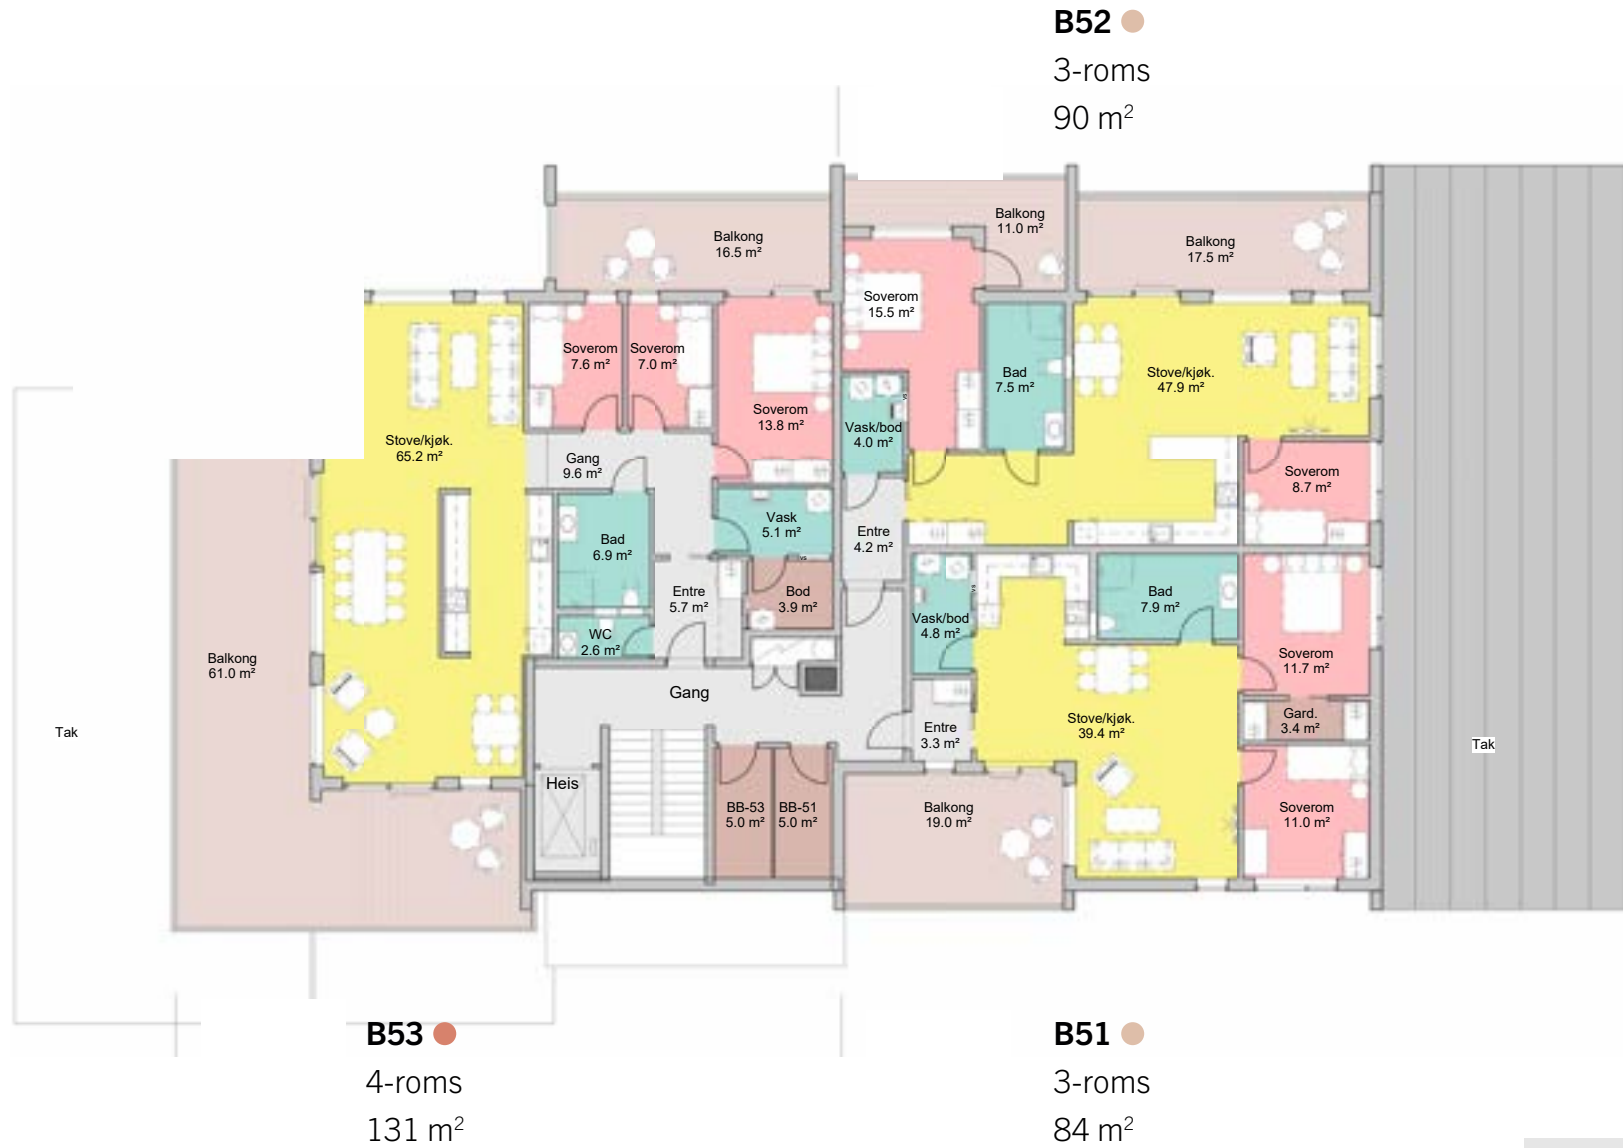 B52
3-roms
90 m²
Balkong
16.5 m²
Balkong
11.0 m²
Balkong
17.5 m²
Soverom
15.5 m²
Soverom
7.6 m²
Soverom
7.0 m²
Bad
7.5 m²
Stove/kjøk.
47.9 m²
Soverom
13.8 m²
Vask/bod
4.0 m²
vs
Stove/kjøk.
65.2 m²
Gang
9.6 m²
Soverom
8.7 m²
Vask
5.1 m²
vs
Bad
6.9 m²
Entre
4.2 m²
Entre
5.7 m²
Bod
3.9 m²
vs
Bad
7.9 m²
Vask/bod
4.8 m²
WC
2.6 m²
Balkong
61.0 m²
Soverom
11.7 m²
Gang
Gard.
3.4 m²
Stove/kjøk.
39.4 m²
Entre
3.3 m²
Tak
Tak
Heis
BB-53
5.0 m²
BB-51
5.0 m²
Balkong
19.0 m²
Soverom
11.0 m²
B53
4-roms
131 m²
B51
3-roms
84 m²